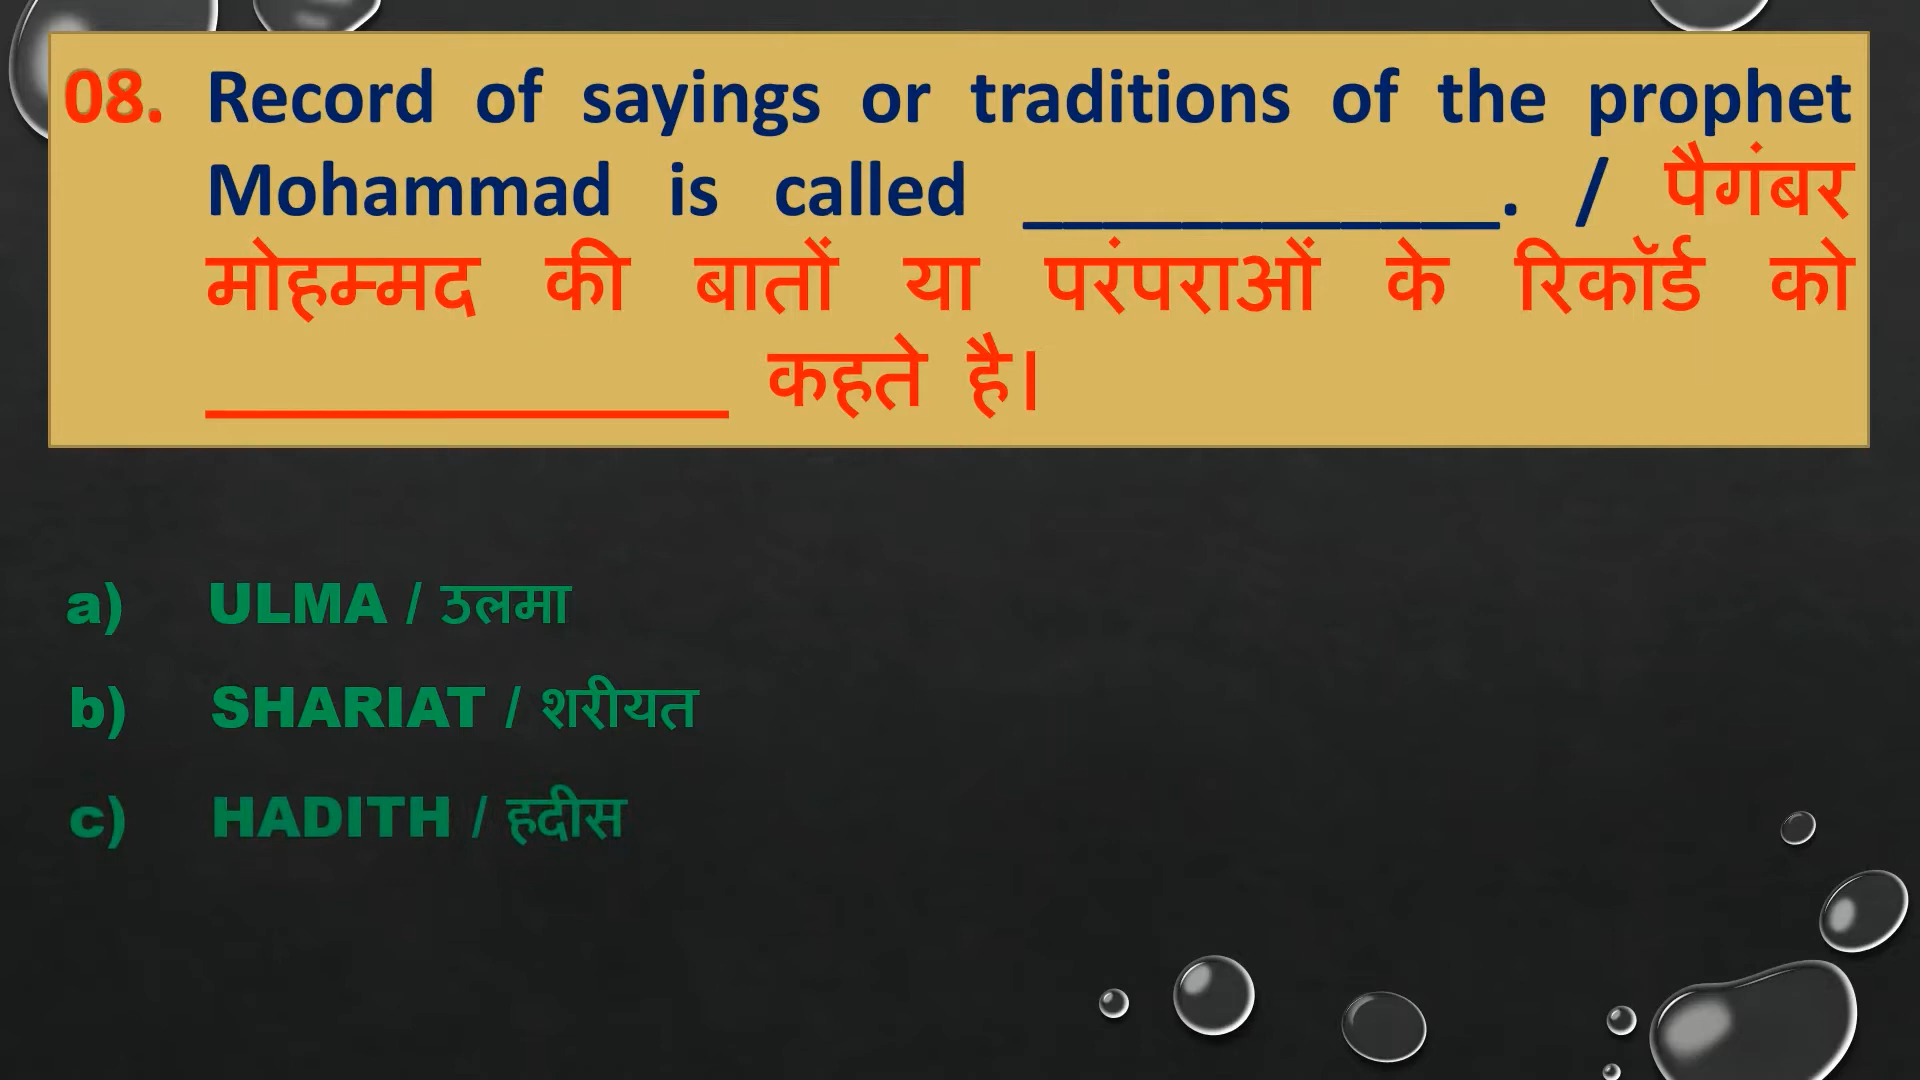 08. Record of sayings or traditions of the prophet
Mohammad is called ____________. / पैगंबर
मोहम्मद की बातों या परंपराओं के रिकॉर्ड को
_____________ कहते है।
a) ULMA / उलमा
b) SHARIAT / शरीयत
c) HADITH / हदीस